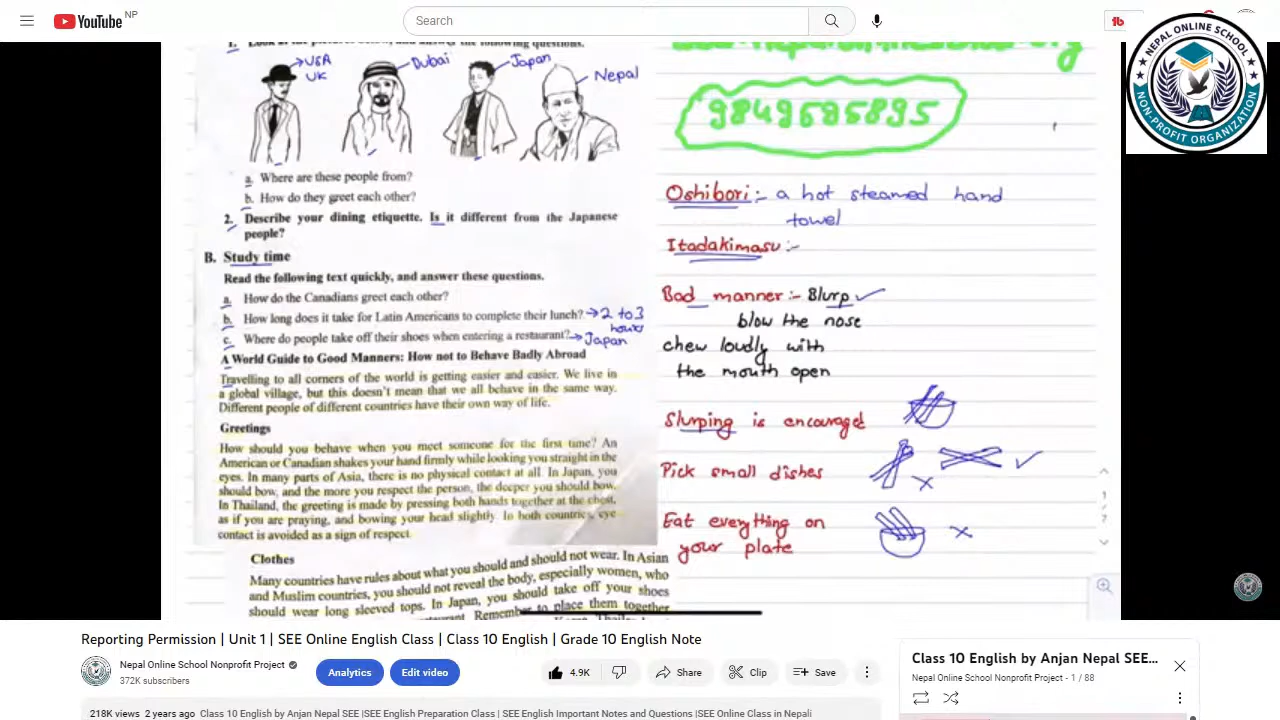 YouTube NP
Search
NEPAL ONLINE SCHOOL
NON-PROFIT ORGANIZATION
USA
UK
Dubai
Japan
Nepal
a. Where are these people from?
b. How do they greet each other?
2. Describe your dining etiquette. Is it different from the Japanese
people?
B. Study time
Read the following text quickly, and answer these questions.
a. How do the Canadians greet each other?
b. How long does it take for Latin Americans to complete their lunch? → 2 to 3
hours
c. Where do people take off their shoes when entering a restaurant? → Japan
A World Guide to Good Manners: How not to Behave Badly Abroad
Travelling to all corners of the world is getting easier and easier. We live in
a global village, but this doesn't mean that we all behave in the same way.
Different people of different countries have their own way of life.
Greetings
How should you behave when you meet someone for the first time? An
American or Canadian shakes your hand firmly while looking you straight in the
eyes. In many parts of Asia, there is no physical contact at all. In Japan, you
should bow, and the more you respect the person, the deeper you should bow.
In Thailand, the greeting is made by pressing both hands together at the chest,
as if you are praying, and bowing your head slightly. In both countries, eye
contact is avoided as a sign of respect.
Clothes
Many countries have rules about what you should and should not wear. In Asian
and Muslim countries, you should not reveal the body, especially women, who
should wear long sleeved tops. In Japan, you should take off your shoes
Remember to place them together
9849695895
Oshibori:- a hot steamed hand
towel
Itadakimasu:-
Bad manner:- Blurp ✓
blow the nose
chew loudly with
the mouth open
Slurping is encouraged
Pick small dishes
Eat everything on
your plate
Reporting Permission | Unit 1 | SEE Online English Class | Class 10 English | Grade 10 English Note
Nepal Online School Nonprofit Project
372K subscribers
Analytics
Edit video
4.9K
Share
Clip
Save
Class 10 English by Anjan Nepal SEE...
Nepal Online School Nonprofit Project - 1 / 88
218K views 2 years ago Class 10 English by Anjan Nepal SEE |SEE English Preparation Class | SEE English Important Notes and Questions |SEE Online Class in Nepali